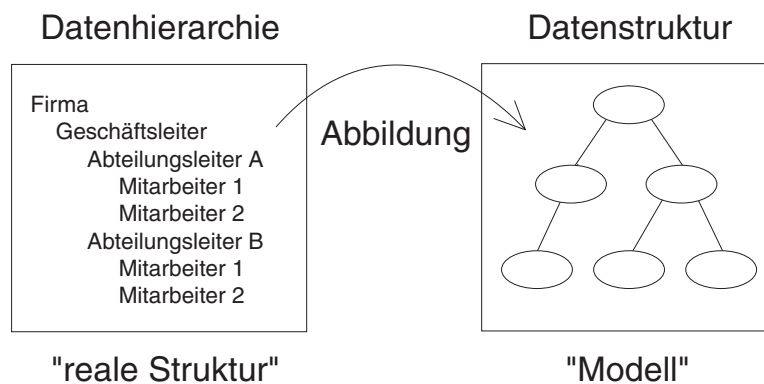 Datenhierarchie
Datenstruktur
Firma
Geschäftsleiter
Abteilungsleiter A
Mitarbeiter 1
Mitarbeiter 2
Abteilungsleiter B
Mitarbeiter 1
Mitarbeiter 2
Abbildung
"reale Struktur"
"Modell"